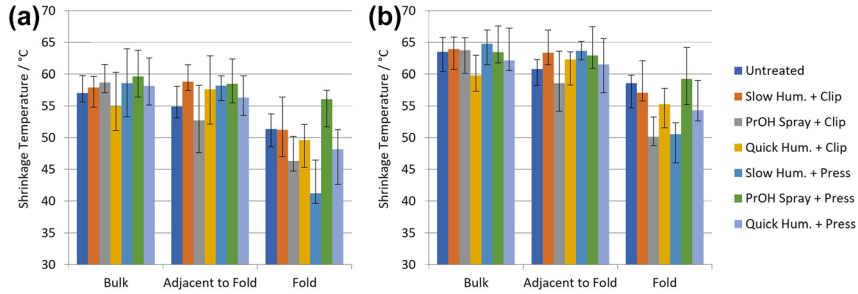 (a)
Shrinkage Temperature / °C
70
65
60
55
50
45
40
35
30
Bulk Adjacent to Fold Fold
(b)
Shrinkage Temperature / °C
70
65
60
55
50
45
40
35
30
Bulk Adjacent to Fold Fold
Untreated
Slow Hum. + Clip
PrOH Spray + Clip
Quick Hum. + Clip
Slow Hum. + Press
PrOH Spray + Press
Quick Hum. + Press